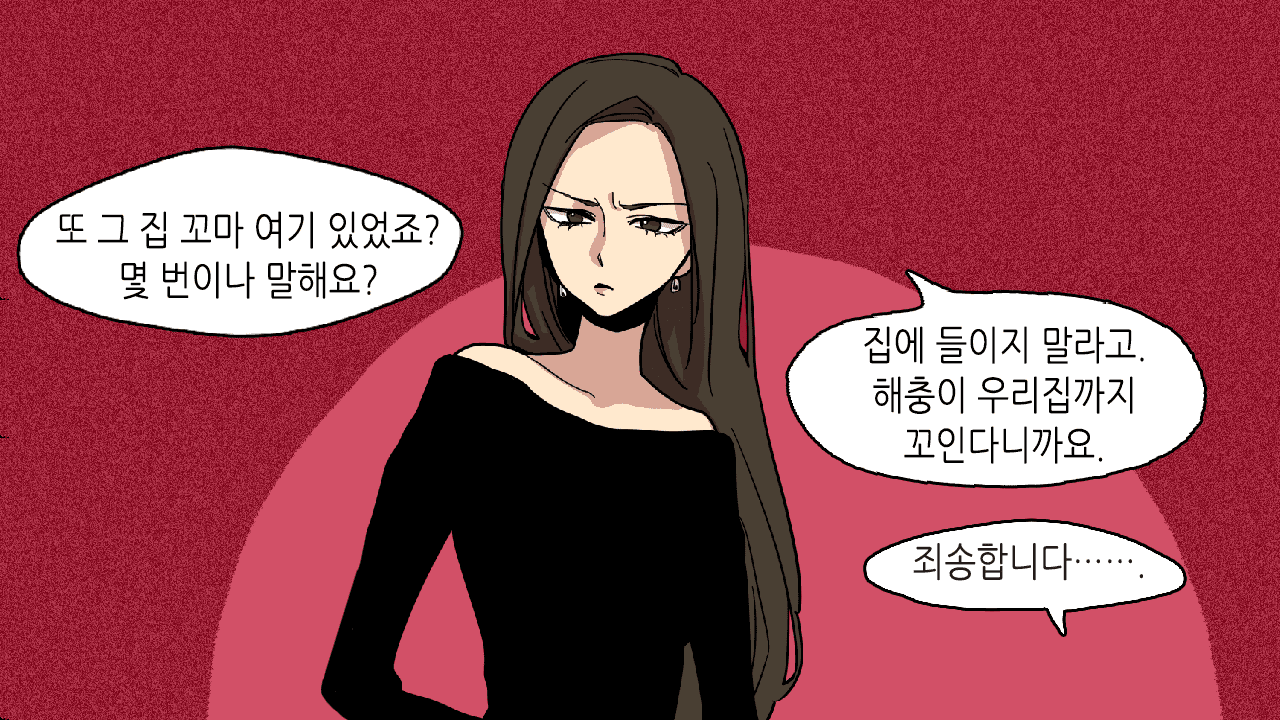 또 그 집 꼬마 여기 있었죠?
몇 번이나 말해요?
집에 들이지 말라고.
해충이 우리집까지
꼬인다니까요.
죄송합니다…….